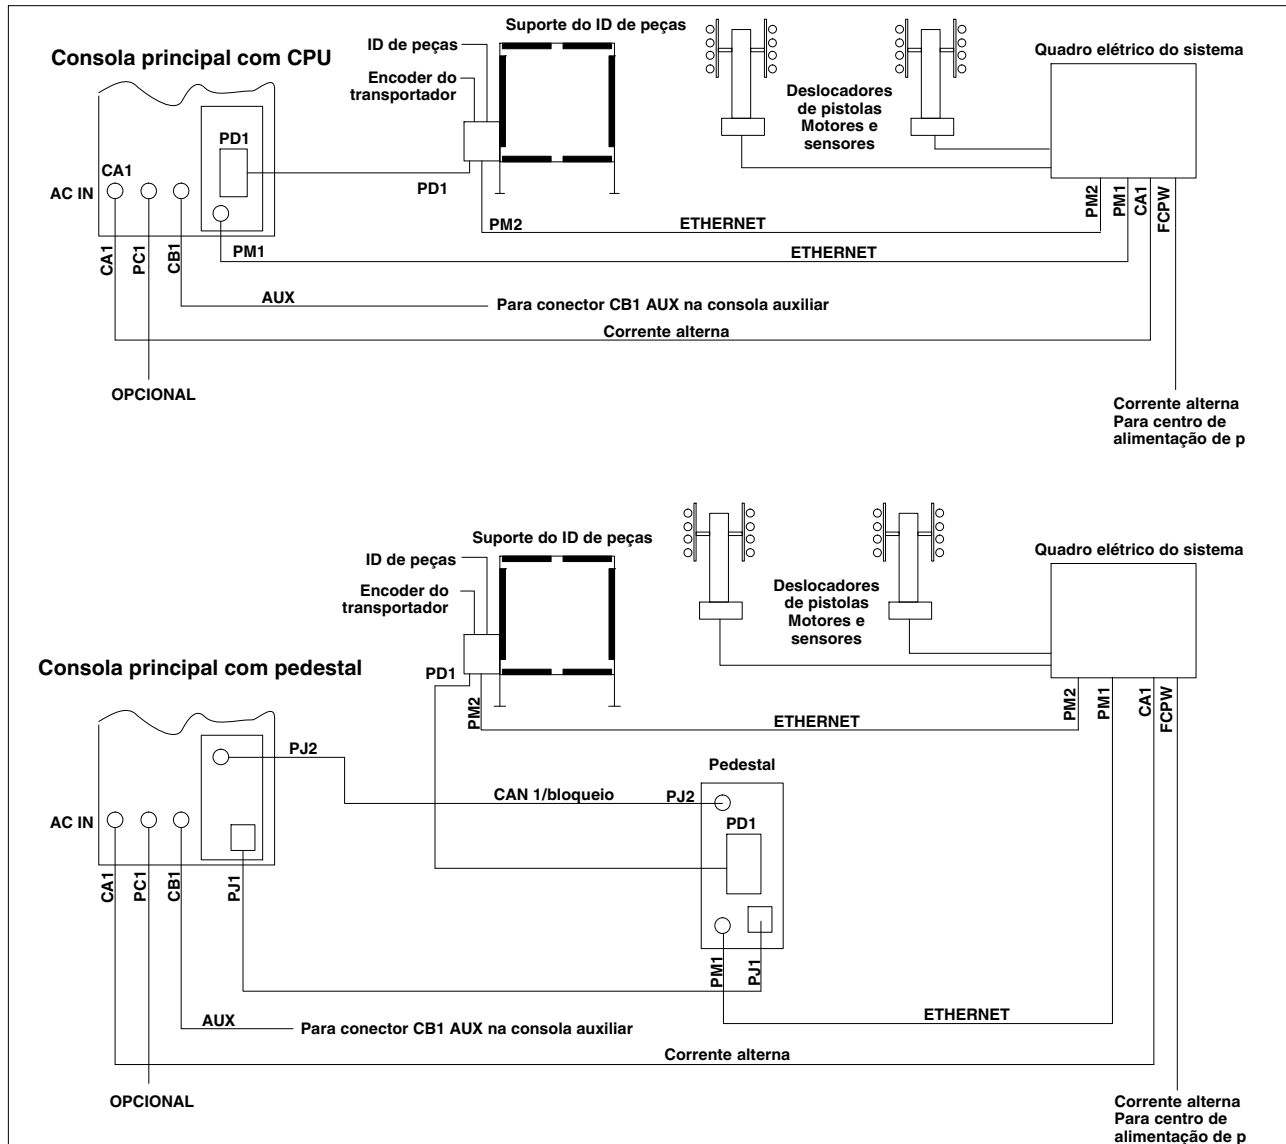 Suporte do ID de peças
ID de peças
Encoder do
transportador
Consola principal com CPU
Deslocadores
de pistolas
Motores e
sensores
Quadro elétrico do sistema
PD1
CA1
AC IN
PD1
PM2
ETHERNET
PM2
PM1
CA1
FCPW
CA1
PC1
CB1
PM1
ETHERNET
AUX
Para conector CB1 AUX na consola auxiliar
Corrente alterna
OPCIONAL
Corrente alterna
Para centro de
alimentação de p
Suporte do ID de peças
ID de peças
Encoder do
transportador
Deslocadores
de pistolas
Motores e
sensores
Quadro elétrico do sistema
Consola principal com pedestal
PD1
PM2
ETHERNET
PM2
PM1
CA1
FCPW
PJ2
Pedestal
CAN 1/bloqueio
PJ2
AC IN
PD1
CA1
PC1
CB1
PJ1
PM1
PJ1
AUX
Para conector CB1 AUX na consola auxiliar
ETHERNET
Corrente alterna
OPCIONAL
Corrente alterna
Para centro de
alimentação de p